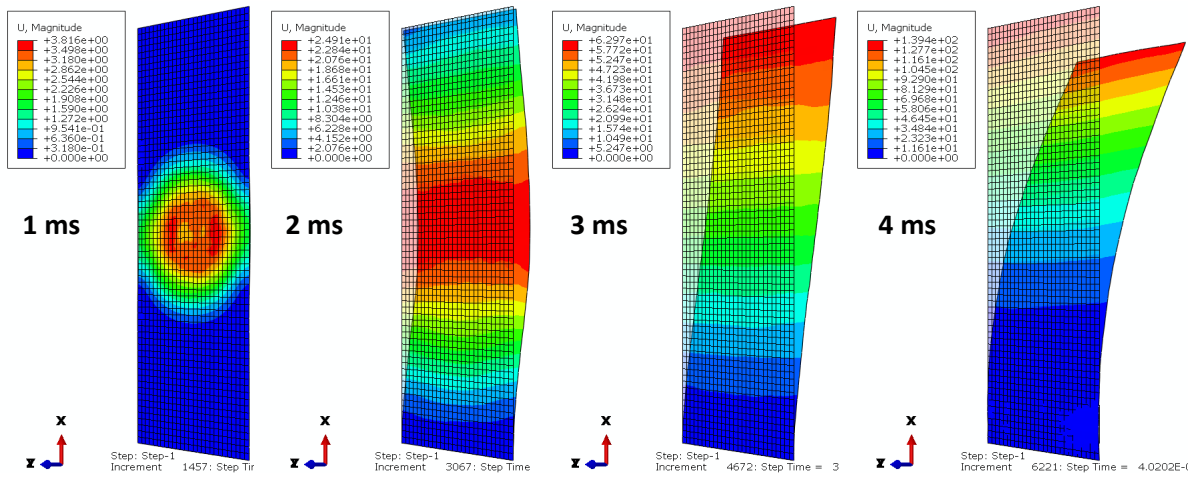 U, Magnitude
+3.816e+00
+3.498e+00
+3.180e+00
+2.862e+00
+2.544e+00
+2.226e+00
+1.908e+00
+1.590e+00
+1.272e+00
+9.541e-01
+6.360e-01
+3.180e-01
+0.000e+00
1 ms
X
Z
Step: Step-1
Increment 1457: Step Tir
U, Magnitude
+2.491e+01
+2.284e+01
+2.076e+01
+1.868e+01
+1.661e+01
+1.453e+01
+1.246e+01
+1.038e+01
+8.304e+00
+6.228e+00
+4.152e+00
+2.076e+00
+0.000e+00
2 ms
X
Z
Step: Step-1
Increment 3067: Step Time
U, Magnitude
+6.297e+01
+5.772e+01
+5.247e+01
+4.723e+01
+4.198e+01
+3.673e+01
+3.148e+01
+2.624e+01
+2.099e+01
+1.574e+01
+1.049e+01
+5.247e+00
+0.000e+00
3 ms
X
Z
Step: Step-1
Increment 4672: Step Time = 3
U, Magnitude
+1.394e+02
+1.277e+02
+1.161e+02
+1.045e+02
+9.290e+01
+8.129e+01
+6.968e+01
+5.806e+01
+4.645e+01
+3.484e+01
+2.323e+01
+1.161e+01
+0.000e+00
4 ms
X
Z
Step: Step-1
Increment 6221: Step Time = 4.0202E-0